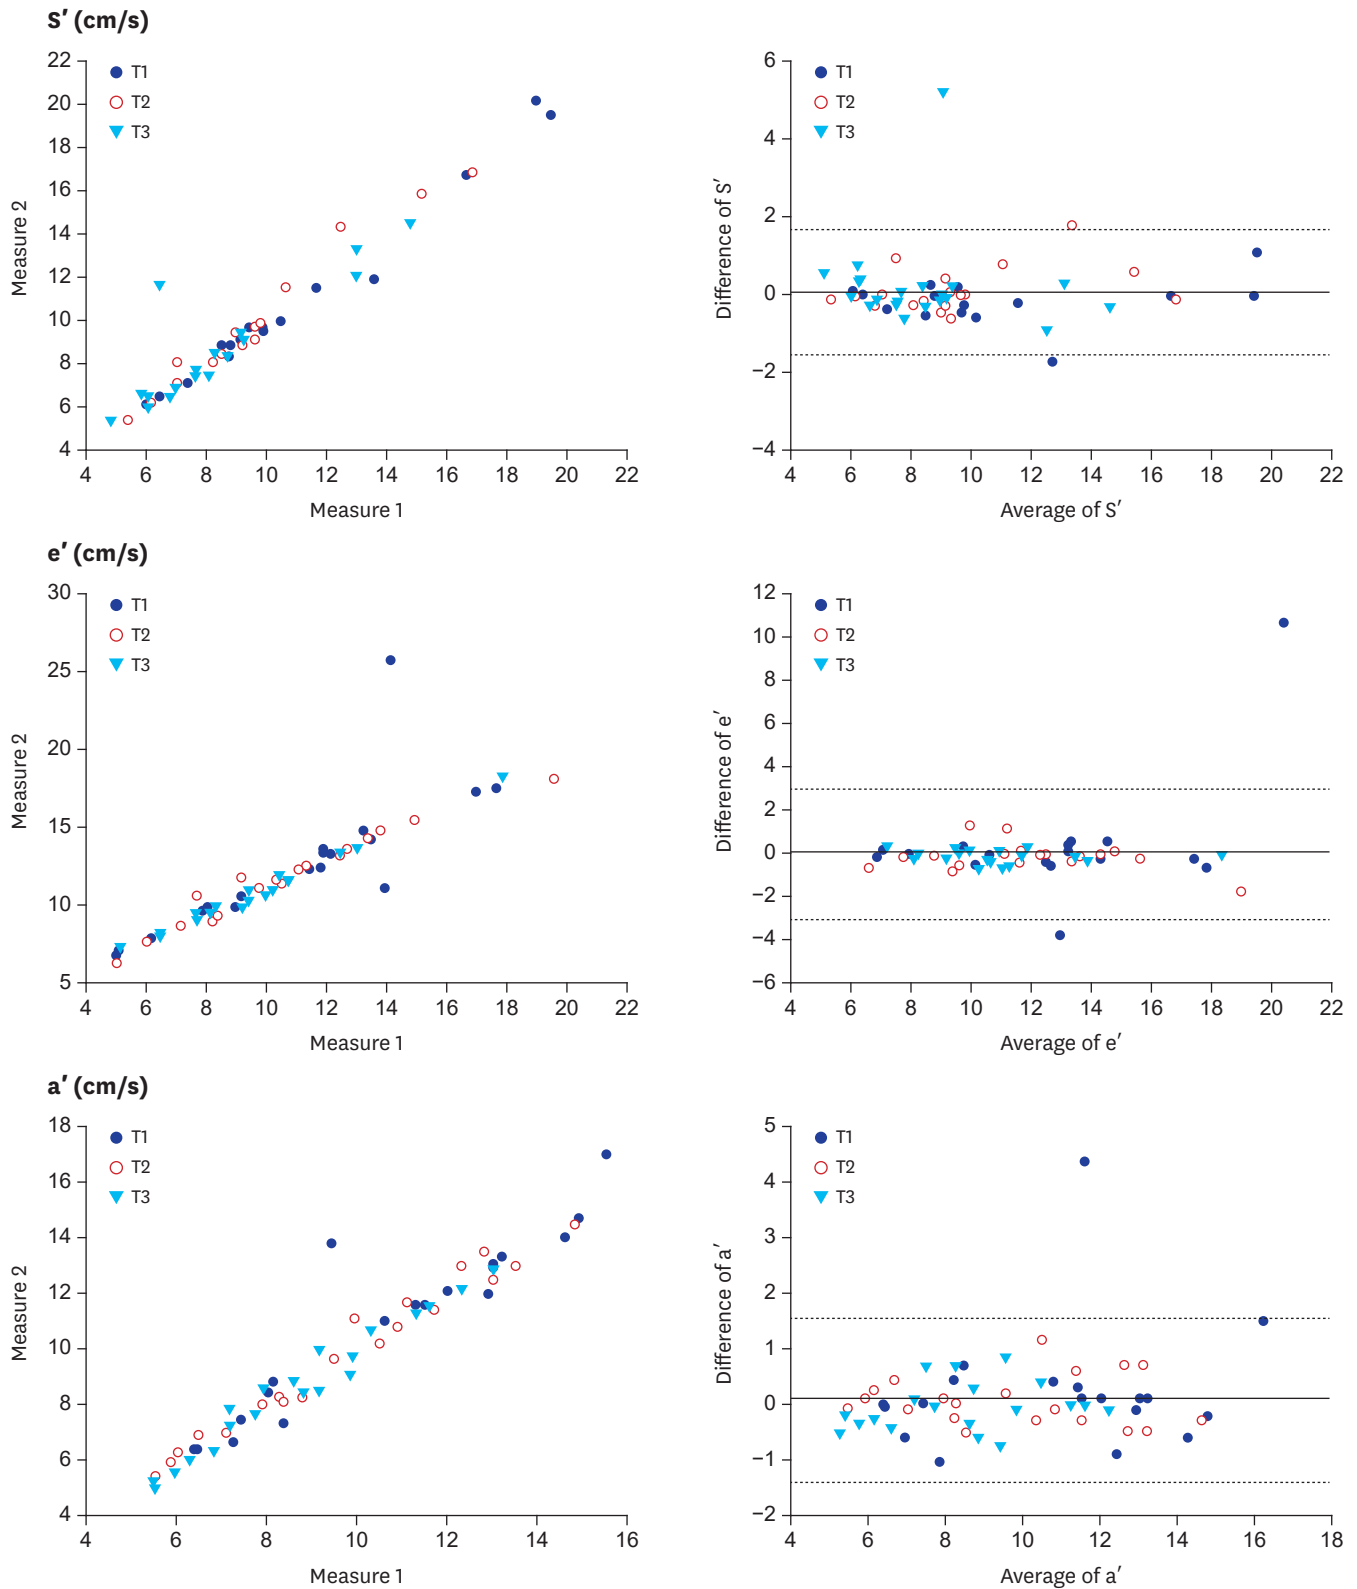 S′ (cm/s)
22
20
18
16
14
12
10
8
6
4
Measure 2
T1
T2
T3
4 6 8 10 12 14 16 18 20 22
Measure 1
6
4
2
0
−2
−4
Difference of S′
T1
T2
T3
4 6 8 10 12 14 16 18 20 22
Average of S′
e′ (cm/s)
30
25
20
15
10
5
Measure 2
T1
T2
T3
4 6 8 10 12 14 16 18 20 22
Measure 1
12
10
8
6
4
2
0
−2
−4
−6
Difference of e′
T1
T2
T3
4 6 8 10 12 14 16 18 20 22
Average of e′
a′ (cm/s)
18
16
14
12
10
8
6
4
Measure 2
T1
T2
T3
4 6 8 10 12 14 16
Measure 1
5
4
3
2
1
0
−1
−2
Difference of a′
T1
T2
T3
4 6 8 10 12 14 16 18
Average of a′